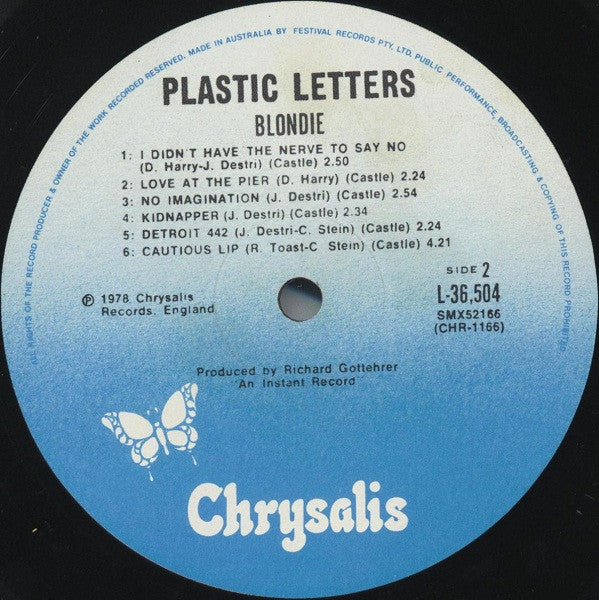 ALL RIGHTS OF THE RECORD PRODUCER & OWNER OF THE WORK RECORDED RESERVED. MADE IN AUSTRALIA BY FESTIVAL RECORDS PTY. LTD. PUBLIC PERFORMANCE, BROADCASTING & COPYING OF THIS RECORD PROHIBITED
PLASTIC LETTERS
BLONDIE
1: I DIDN'T HAVE THE NERVE TO SAY NO
(D. Harry-J. Destri) (Castle) 2.50
2: LOVE AT THE PIER (D. Harry) (Castle) 2.24
3: NO IMAGINATION (J. Destri) (Castle) 2.54
4: KIDNAPPER (J. Destri) (Castle) 2.34
5: DETROIT 442 (J. Destri-C. Stein) (Castle) 2.24
6: CAUTIOUS LIP (R. Toast-C Stein) (Castle) 4.21
SIDE 2
℗ 1978 Chrysalis
Records. England
L-36,504
SMX52166
(CHR-1166)
Produced by Richard Gottehrer
An Instant Record
Chrysalis